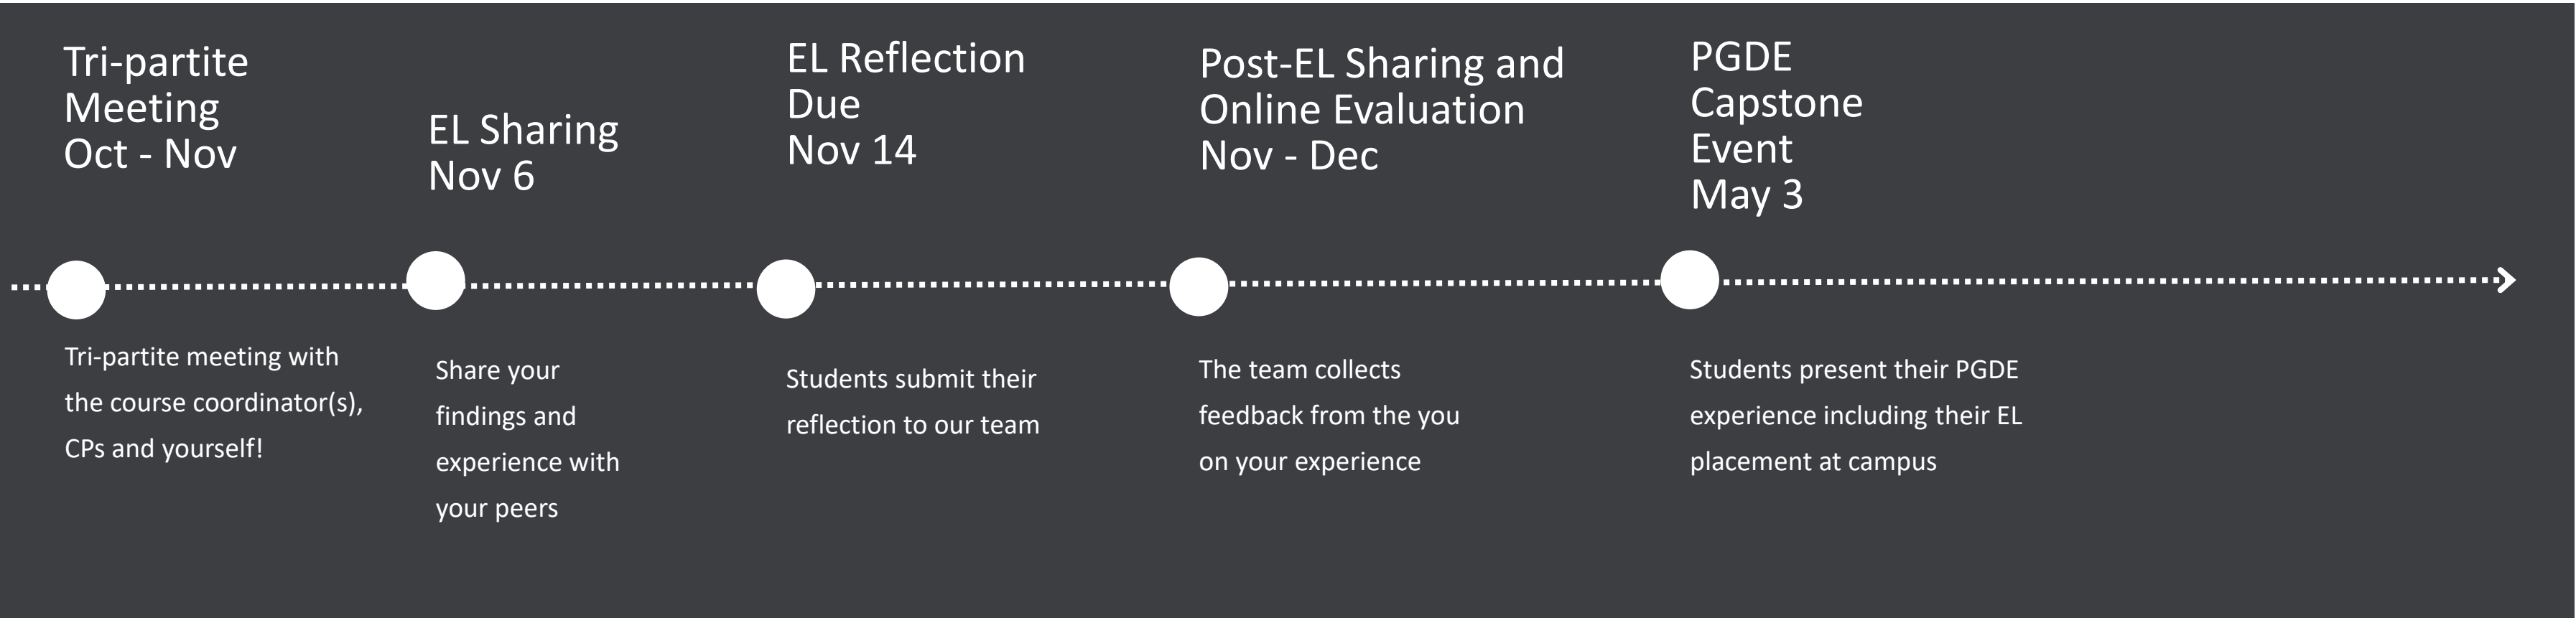 Tri-partite
Meeting
Oct - Nov
Tri-partite meeting with
the course coordinator(s),
CPs and yourself!
EL Sharing
Nov 6
Share your
findings and
experience with
your peers
EL Reflection
Due
Nov 14
Students submit their
reflection to our team
Post-EL Sharing and
Online Evaluation
Nov - Dec
The team collects
feedback from the you
on your experience
PGDE
Capstone
Event
May 3
Students present their PGDE
experience including their EL
placement at campus